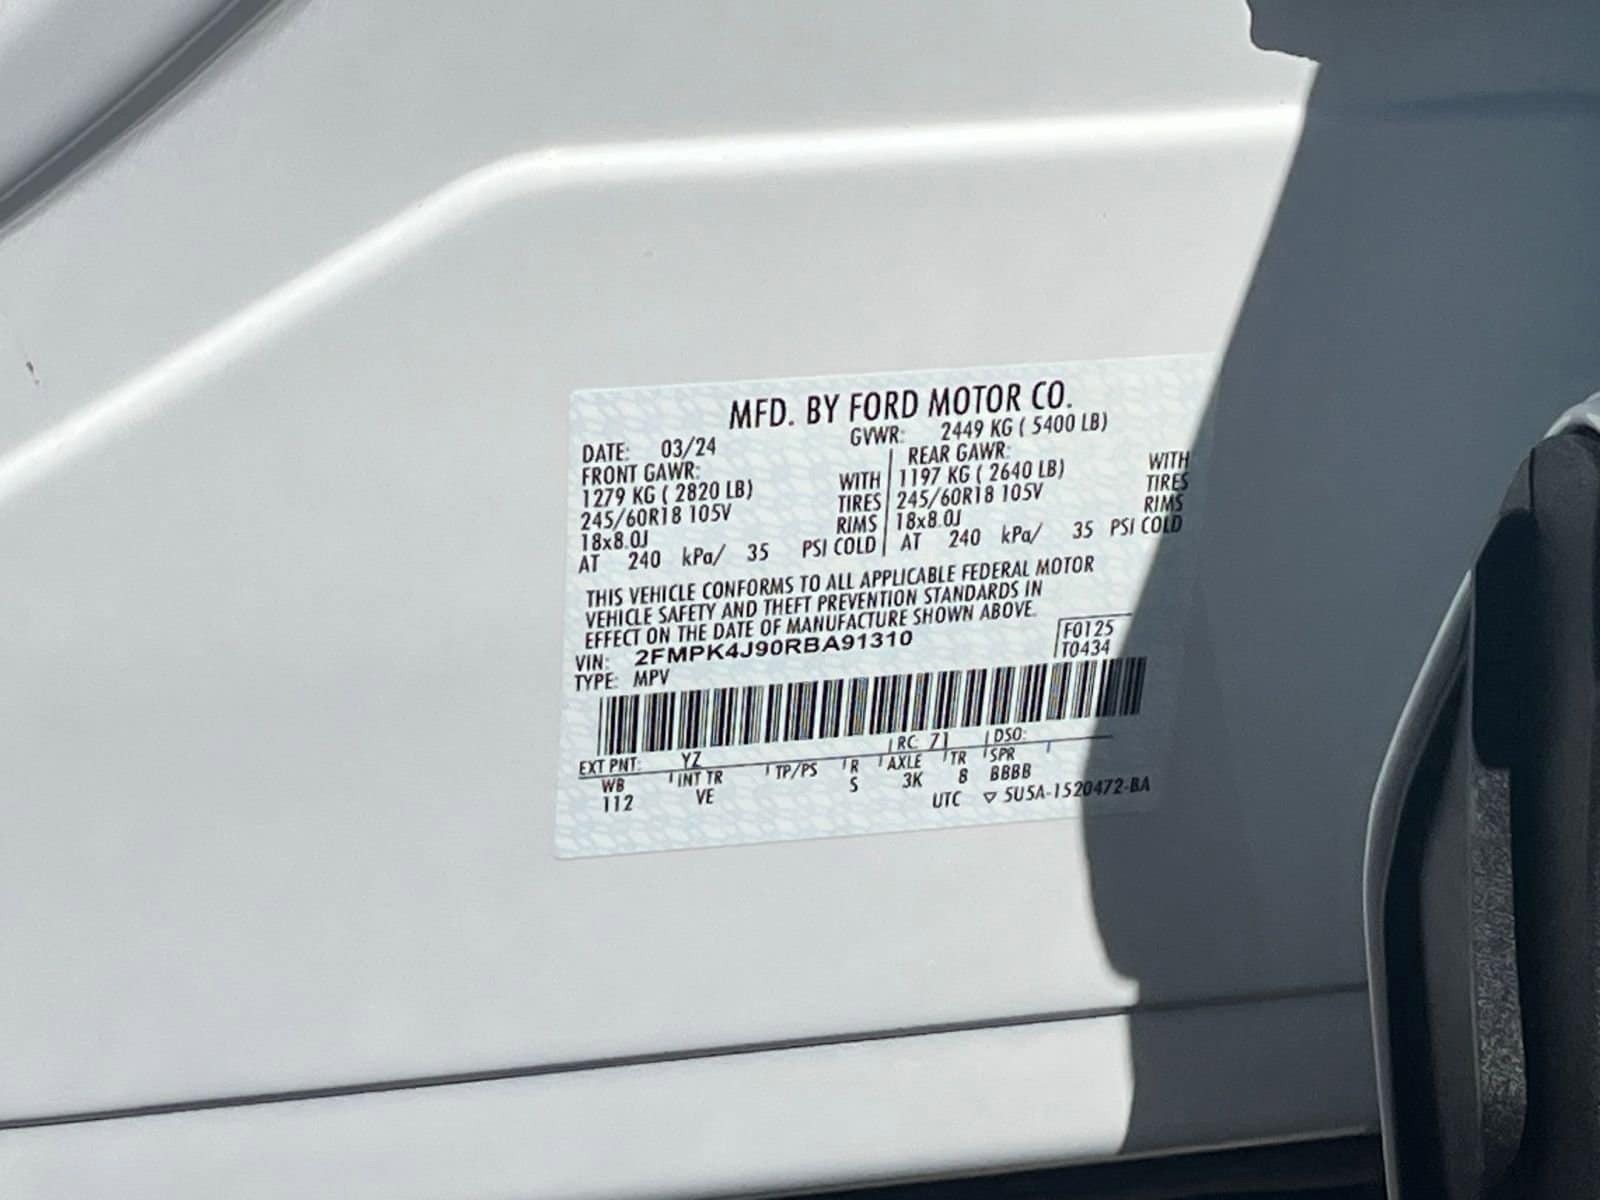 MFD. BY FORD MOTOR CO.
DATE: 03/24 GVWR: 2449 KG ( 5400 LB)
FRONT GAWR: REAR GAWR:
1279 KG ( 2820 LB) WITH 1197 KG ( 2640 LB) WITH
245/60R18 105V TIRES 245/60R18 105V TIRES
18x8.0J RIMS 18x8.0J RIMS
AT 240 kPa/ 35 PSI COLD AT 240 kPa/ 35 PSI COLD
THIS VEHICLE CONFORMS TO ALL APPLICABLE FEDERAL MOTOR
VEHICLE SAFETY AND THEFT PREVENTION STANDARDS IN
EFFECT ON THE DATE OF MANUFACTURE SHOWN ABOVE.
VIN: 2FMPK4J90RBA91310 F0125
TYPE: MPV T0434
EXT PNT: YZ RC: 71 DSO:
WB INT TR TP/PS R AXLE TR SPR
112 VE S 3K 8 BBBB
UTC ▽ 5U5A-1520472-BA